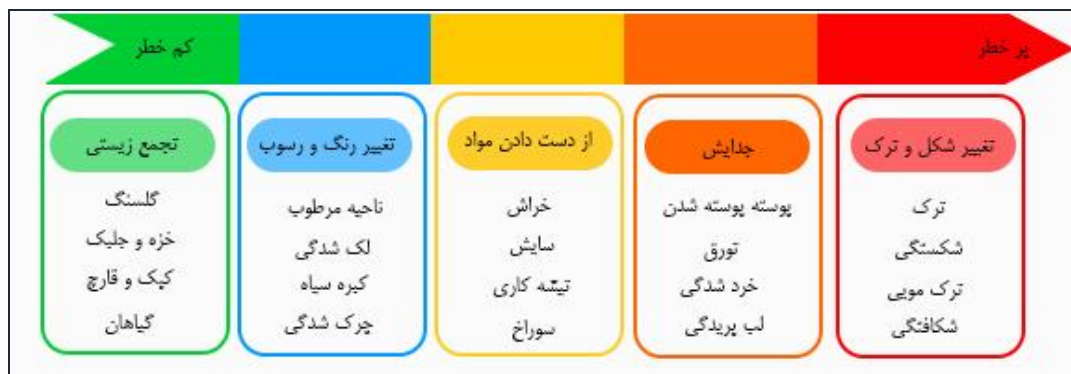 پر خطر
کم خطر
تغییر شکل و ترک
ترک
شکستگی
ترک مویی
شکافتگی
جدایش
پوسته پوسته شدن
تورق
خرد شدگی
لب پریدگی
از دست دادن مواد
خراش
سایش
تیشه کاری
سوراخ
تغییر رنگ و رسوب
ناحیه مرطوب
لک شدگی
کبره سیاه
چرک شدگی
تجمع زیستی
گلسنگ
خزه و جلبک
کپک و قارچ
گیاهان